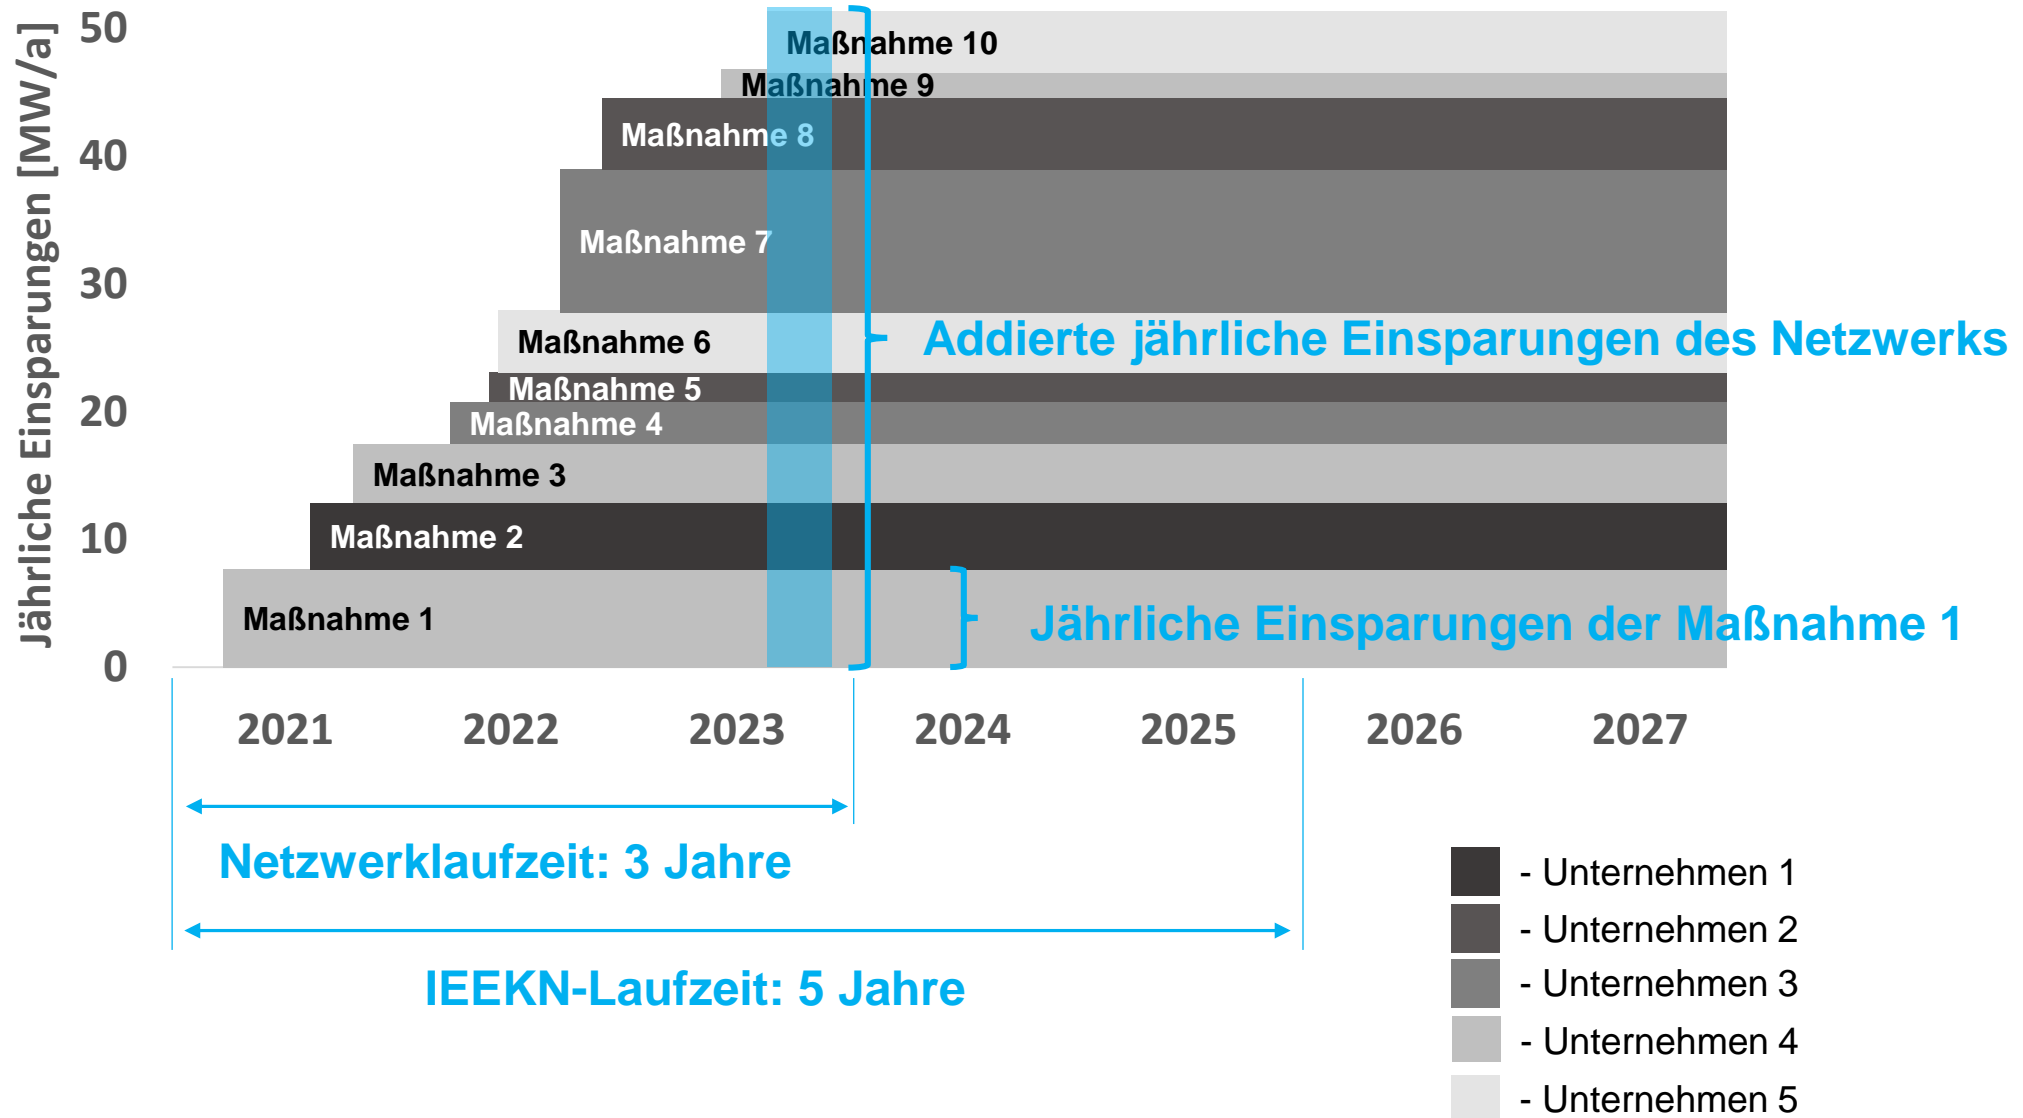 Jährliche Einsparungen [MW/a]
50
40
30
20
10
0
Maßnahme 10
Maßnahme 9
Maßnahme 8
Maßnahme 7
Maßnahme 6
Maßnahme 5
Maßnahme 4
Maßnahme 3
Maßnahme 2
Maßnahme 1
Addierte jährliche Einsparungen des Netzwerks
Jährliche Einsparungen der Maßnahme 1
2021 2022 2023 2024 2025 2026 2027
Netzwerklaufzeit: 3 Jahre
IEEKN-Laufzeit: 5 Jahre
- Unternehmen 1
- Unternehmen 2
- Unternehmen 3
- Unternehmen 4
- Unternehmen 5